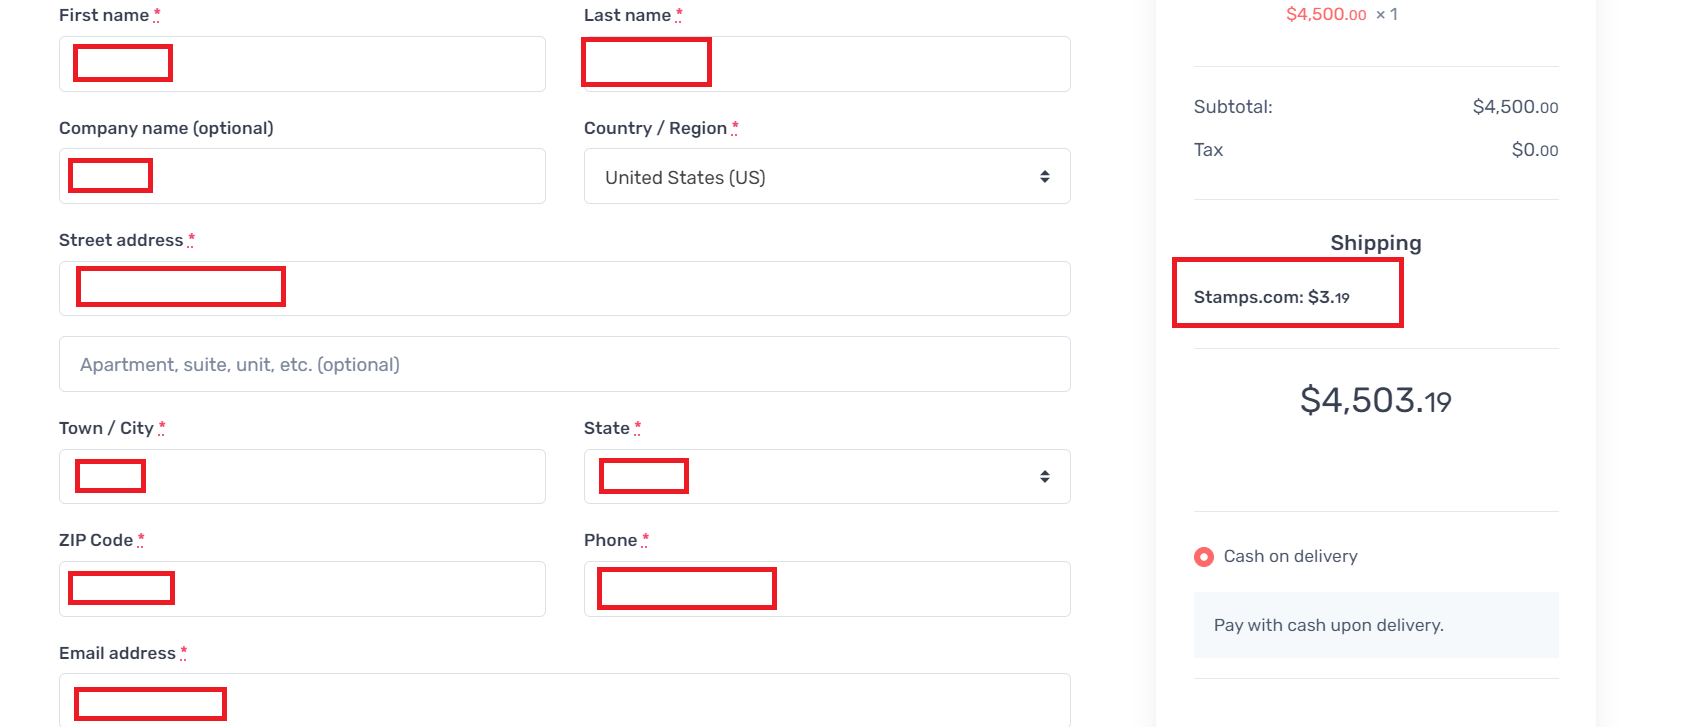 First name *
Last name *
Company name (optional)
Country / Region *
United States (US)
Street address *
Apartment, suite, unit, etc. (optional)
Town / City *
State *
ZIP Code *
Phone *
Email address *
$4,500.00 × 1
Subtotal: $4,500.00
Tax $0.00
Shipping
Stamps.com: $3.19
$4,503.19
Cash on delivery
Pay with cash upon delivery.